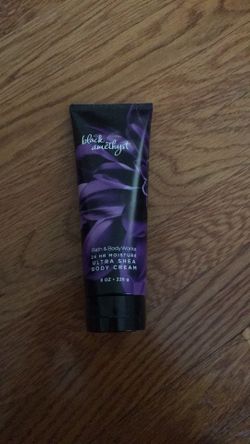 black
amethyst
Bath & Body Works
24 HR MOISTURE
ULTRA SHEA
BODY CREAM
8 OZ • 226 g